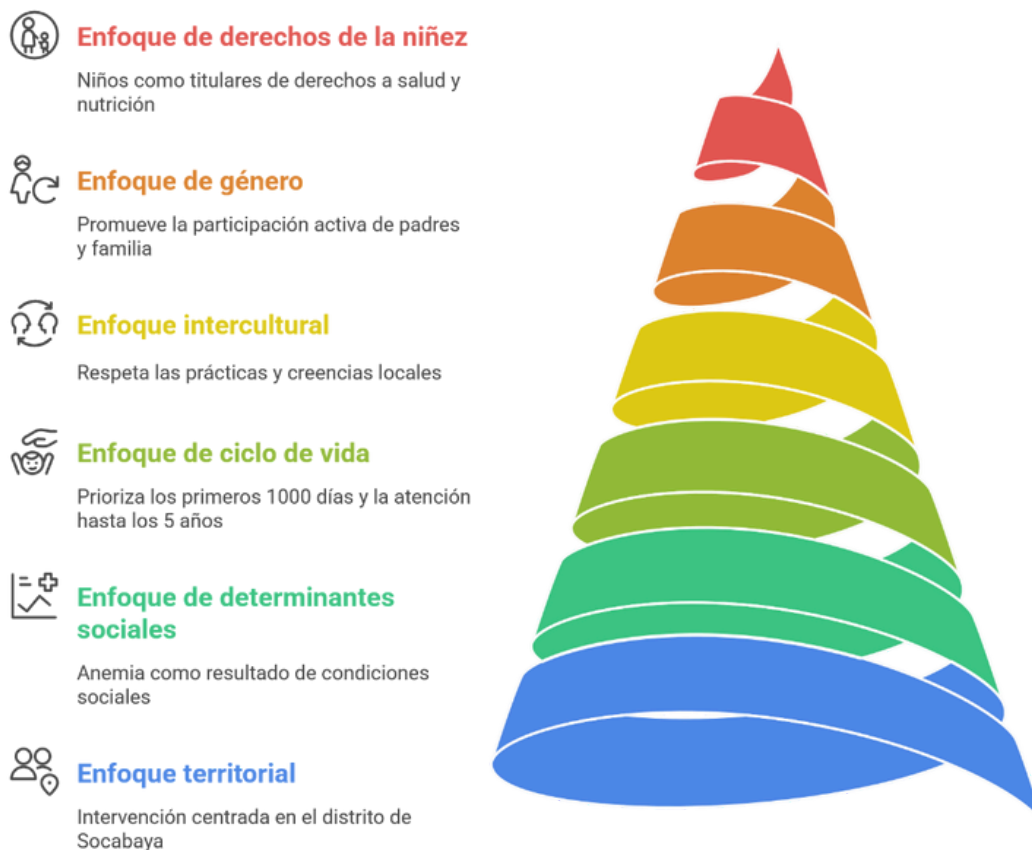 Enfoque de derechos de la niñez
Niños como titulares de derechos a salud y
nutrición
Enfoque de género
Promueve la participación activa de padres
y familia
Enfoque intercultural
Respeta las prácticas y creencias locales
Enfoque de ciclo de vida
Prioriza los primeros 1000 días y la atención
hasta los 5 años
Enfoque de determinantes
sociales
Anemia como resultado de condiciones
sociales
Enfoque territorial
Intervención centrada en el distrito de
Socabaya